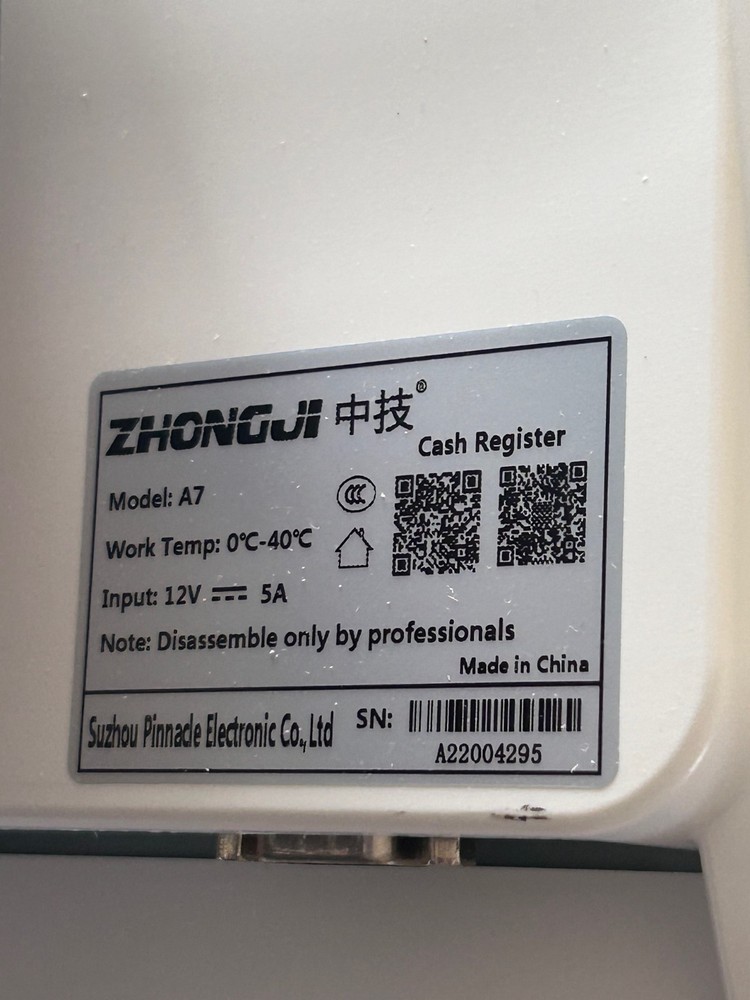 ZHONGJI 中技®
Cash Register
Model: A7
Work Temp: 0℃-40℃
Input: 12V ⎓ 5A
Note: Disassemble only by professionals
Made in China
Suzhou Pinnacle Electronic Co., Ltd
SN:
A22004295